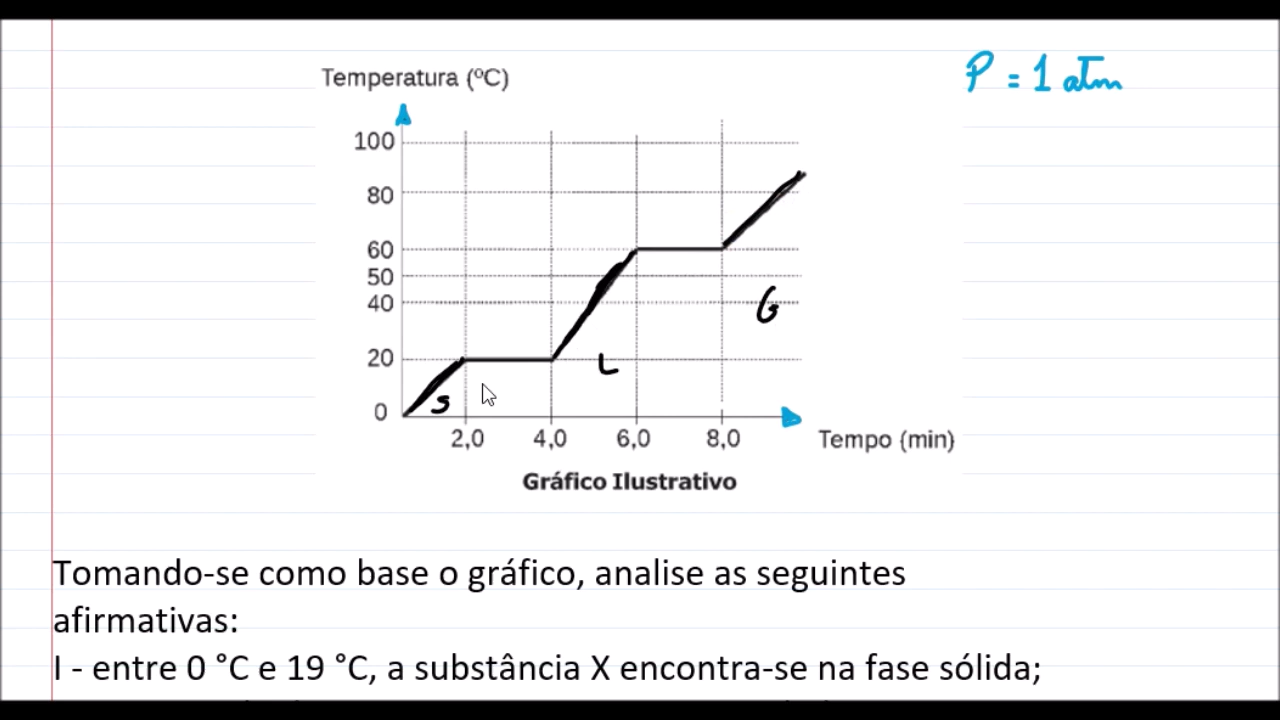 Temperatura (ºC)
P = 1 atm
100
80
60
50
40
20
0
S
L
G
2,0 4,0 6,0 8,0
Tempo (min)
Gráfico Ilustrativo
Tomando-se como base o gráfico, analise as seguintes
afirmativas:
I - entre 0 °C e 19 °C, a substância X encontra-se na fase sólida;